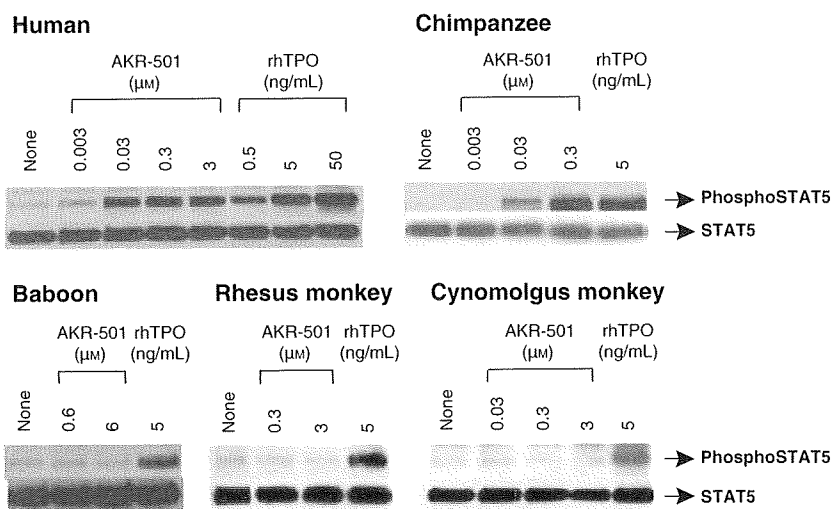 Human
AKR-501
(μM)
rhTPO
(ng/mL)
None
0.003
0.03
0.3
3
0.5
5
50
Chimpanzee
AKR-501
(μM)
rhTPO
(ng/mL)
None
0.003
0.03
0.3
5
PhosphoSTAT5
STAT5
Baboon
AKR-501
(μM)
rhTPO
(ng/mL)
None
0.6
6
5
Rhesus monkey
AKR-501
(μM)
rhTPO
(ng/mL)
None
0.3
3
5
Cynomolgus monkey
AKR-501
(μM)
rhTPO
(ng/mL)
None
0.03
0.3
3
5
PhosphoSTAT5
STAT5